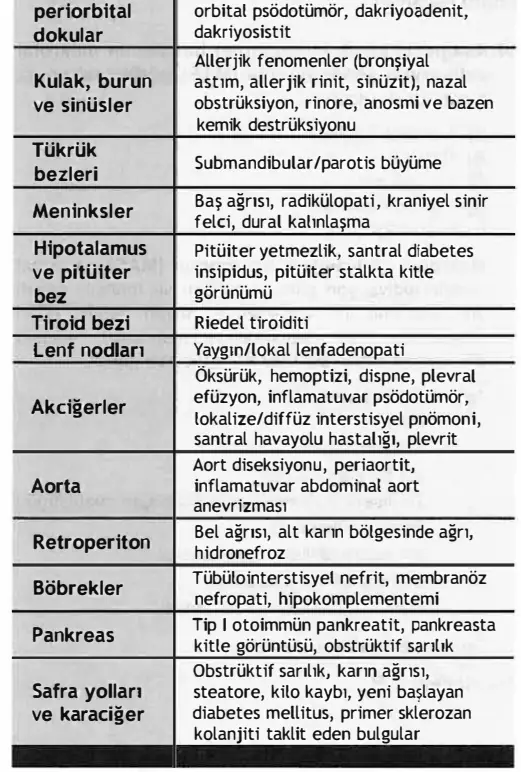 periorbital
dokular
orbital psödotümör, dakriyoadenit,
dakriyosistit
Kulak, burun
ve sinüsler
Allerjik fenomenler (bronşiyal
astım, allerjik rinit, sinüzit), nazal
obstrüksiyon, rinore, anosmi ve bazen
kemik destrüksiyonu
Tükrük
bezleri
Submandibular/parotis büyüme
Meninksler
Baş ağrısı, radikülopati, kraniyel sinir
felci, dural kalınlaşma
Hipotalamus
ve pitüiter
bez
Pitüiter yetmezlik, santral diabetes
insipidus, pitüiter stalkta kitle
görünümü
Tiroid bezi
Riedel tiroiditi
Lenf nodları
Yaygın/lokal lenfadenopati
Akciğerler
Öksürük, hemoptizi, dispne, plevral
efüzyon, inflamatuvar psödotümör,
lokalize/diffüz interstisyel pnömoni,
santral havayolu hastalığı, plevrit
Aorta
Aort diseksiyonu, periaortit,
inflamatuvar abdominal aort
anevrizması
Retroperiton
Bel ağrısı, alt karın bölgesinde ağrı,
hidronefroz
Böbrekler
Tübülointerstisyel nefrit, membranöz
nefropati, hipokomplementemi
Pankreas
Tip I otoimmün pankreatit, pankreasta
kitle görüntüsü, obstrüktif sarılık
Safra yolları
ve karaciğer
Obstrüktif sarılık, karın ağrısı,
steatore, kilo kaybı, yeni başlayan
diabetes mellitus, primer sklerozan
kolanjiti taklit eden bulgular